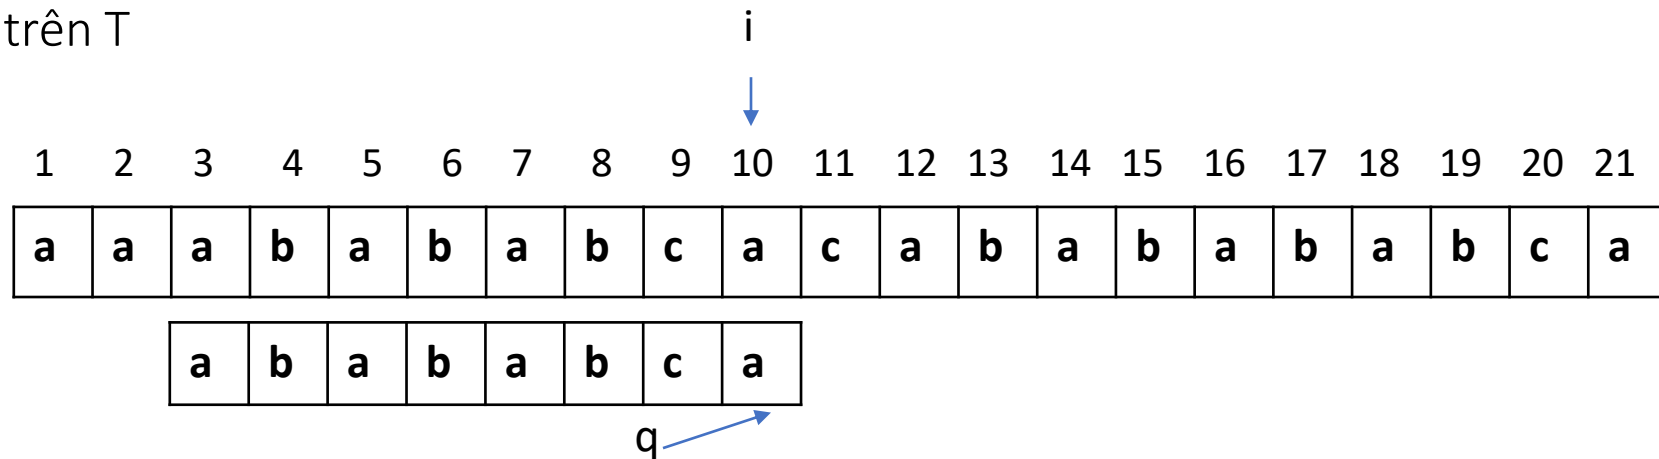 trên T
i
1 2 3 4 5 6 7 8 9 10 11 12 13 14 15 16 17 18 19 20 21
a a a b a b a b c a c a b a b a b a b c a
a b a b a b c a
q